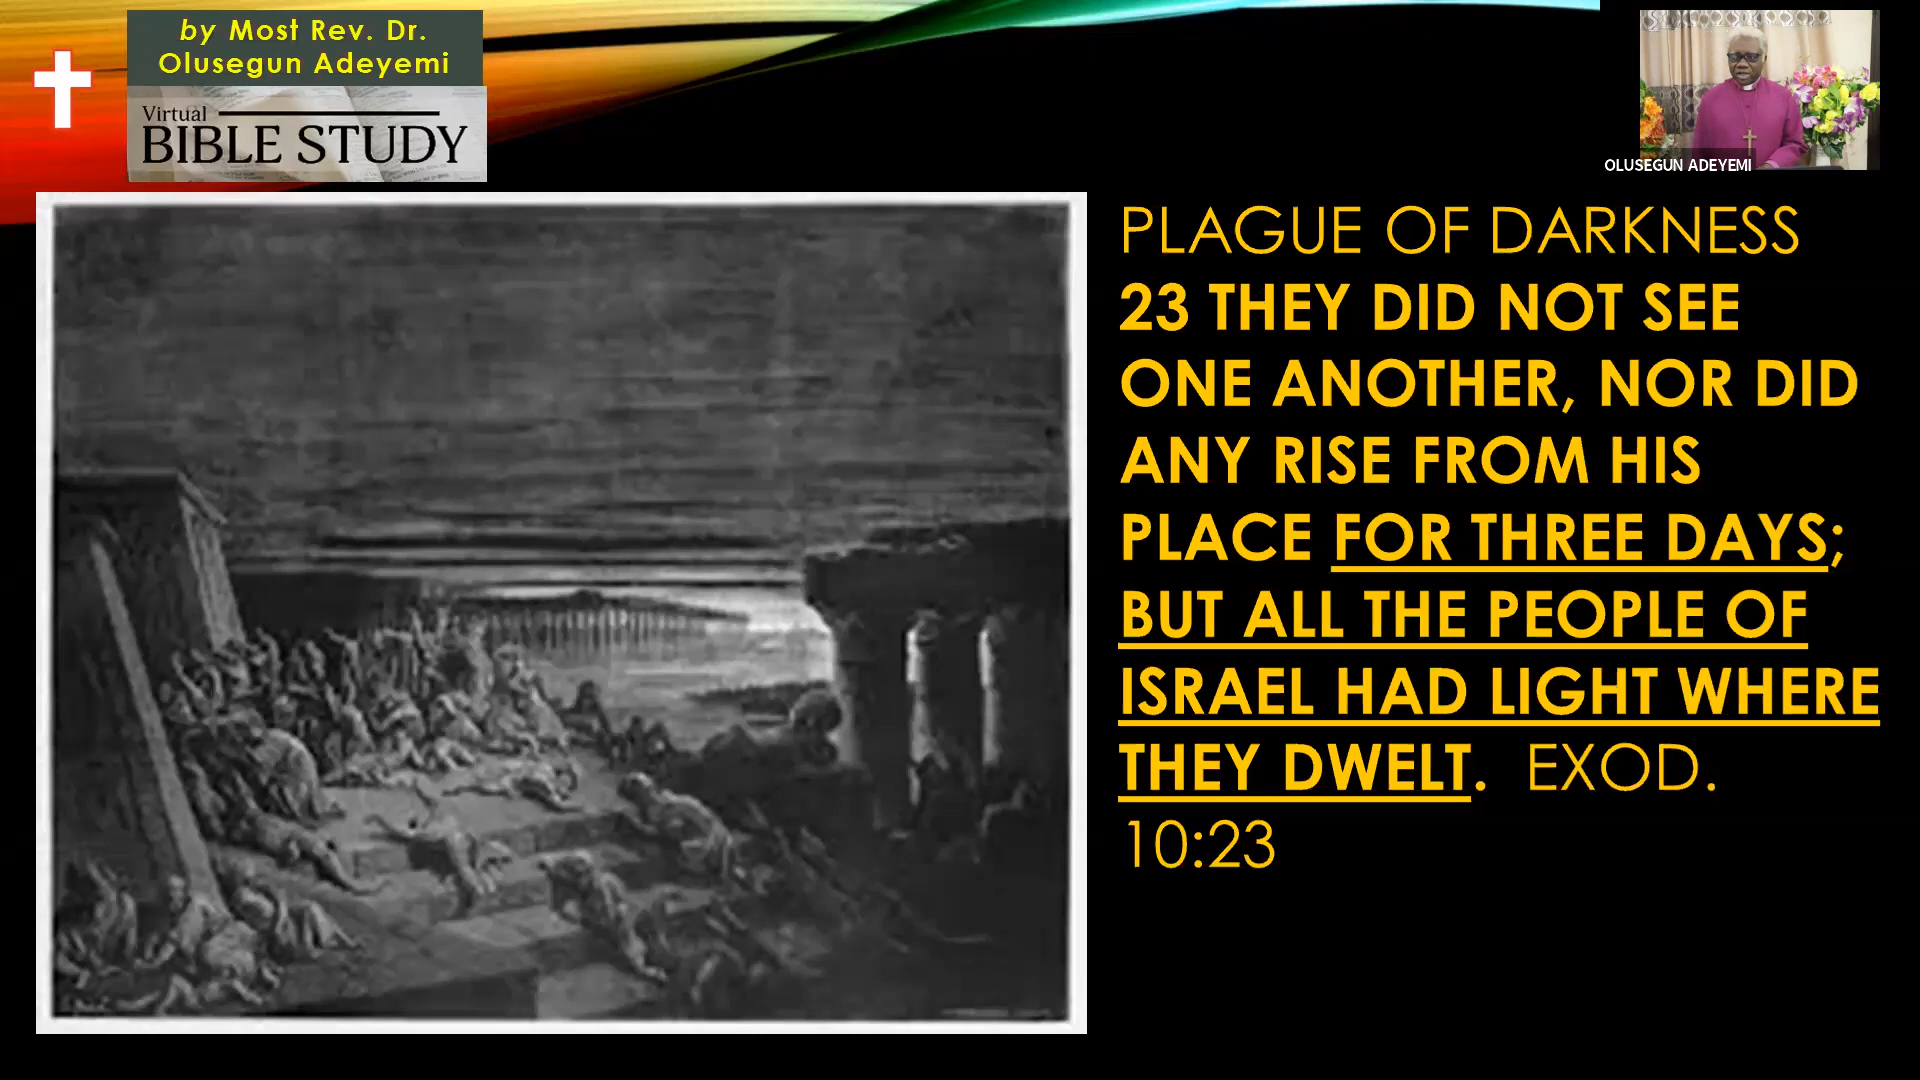 by Most Rev. Dr.
Olusegun Adeyemi
Virtual
BIBLE STUDY
OLUSEGUN ADEYEMI
PLAGUE OF DARKNESS
23 THEY DID NOT SEE
ONE ANOTHER, NOR DID
ANY RISE FROM HIS
PLACE FOR THREE DAYS;
BUT ALL THE PEOPLE OF
ISRAEL HAD LIGHT WHERE
THEY DWELT. EXOD.
10:23